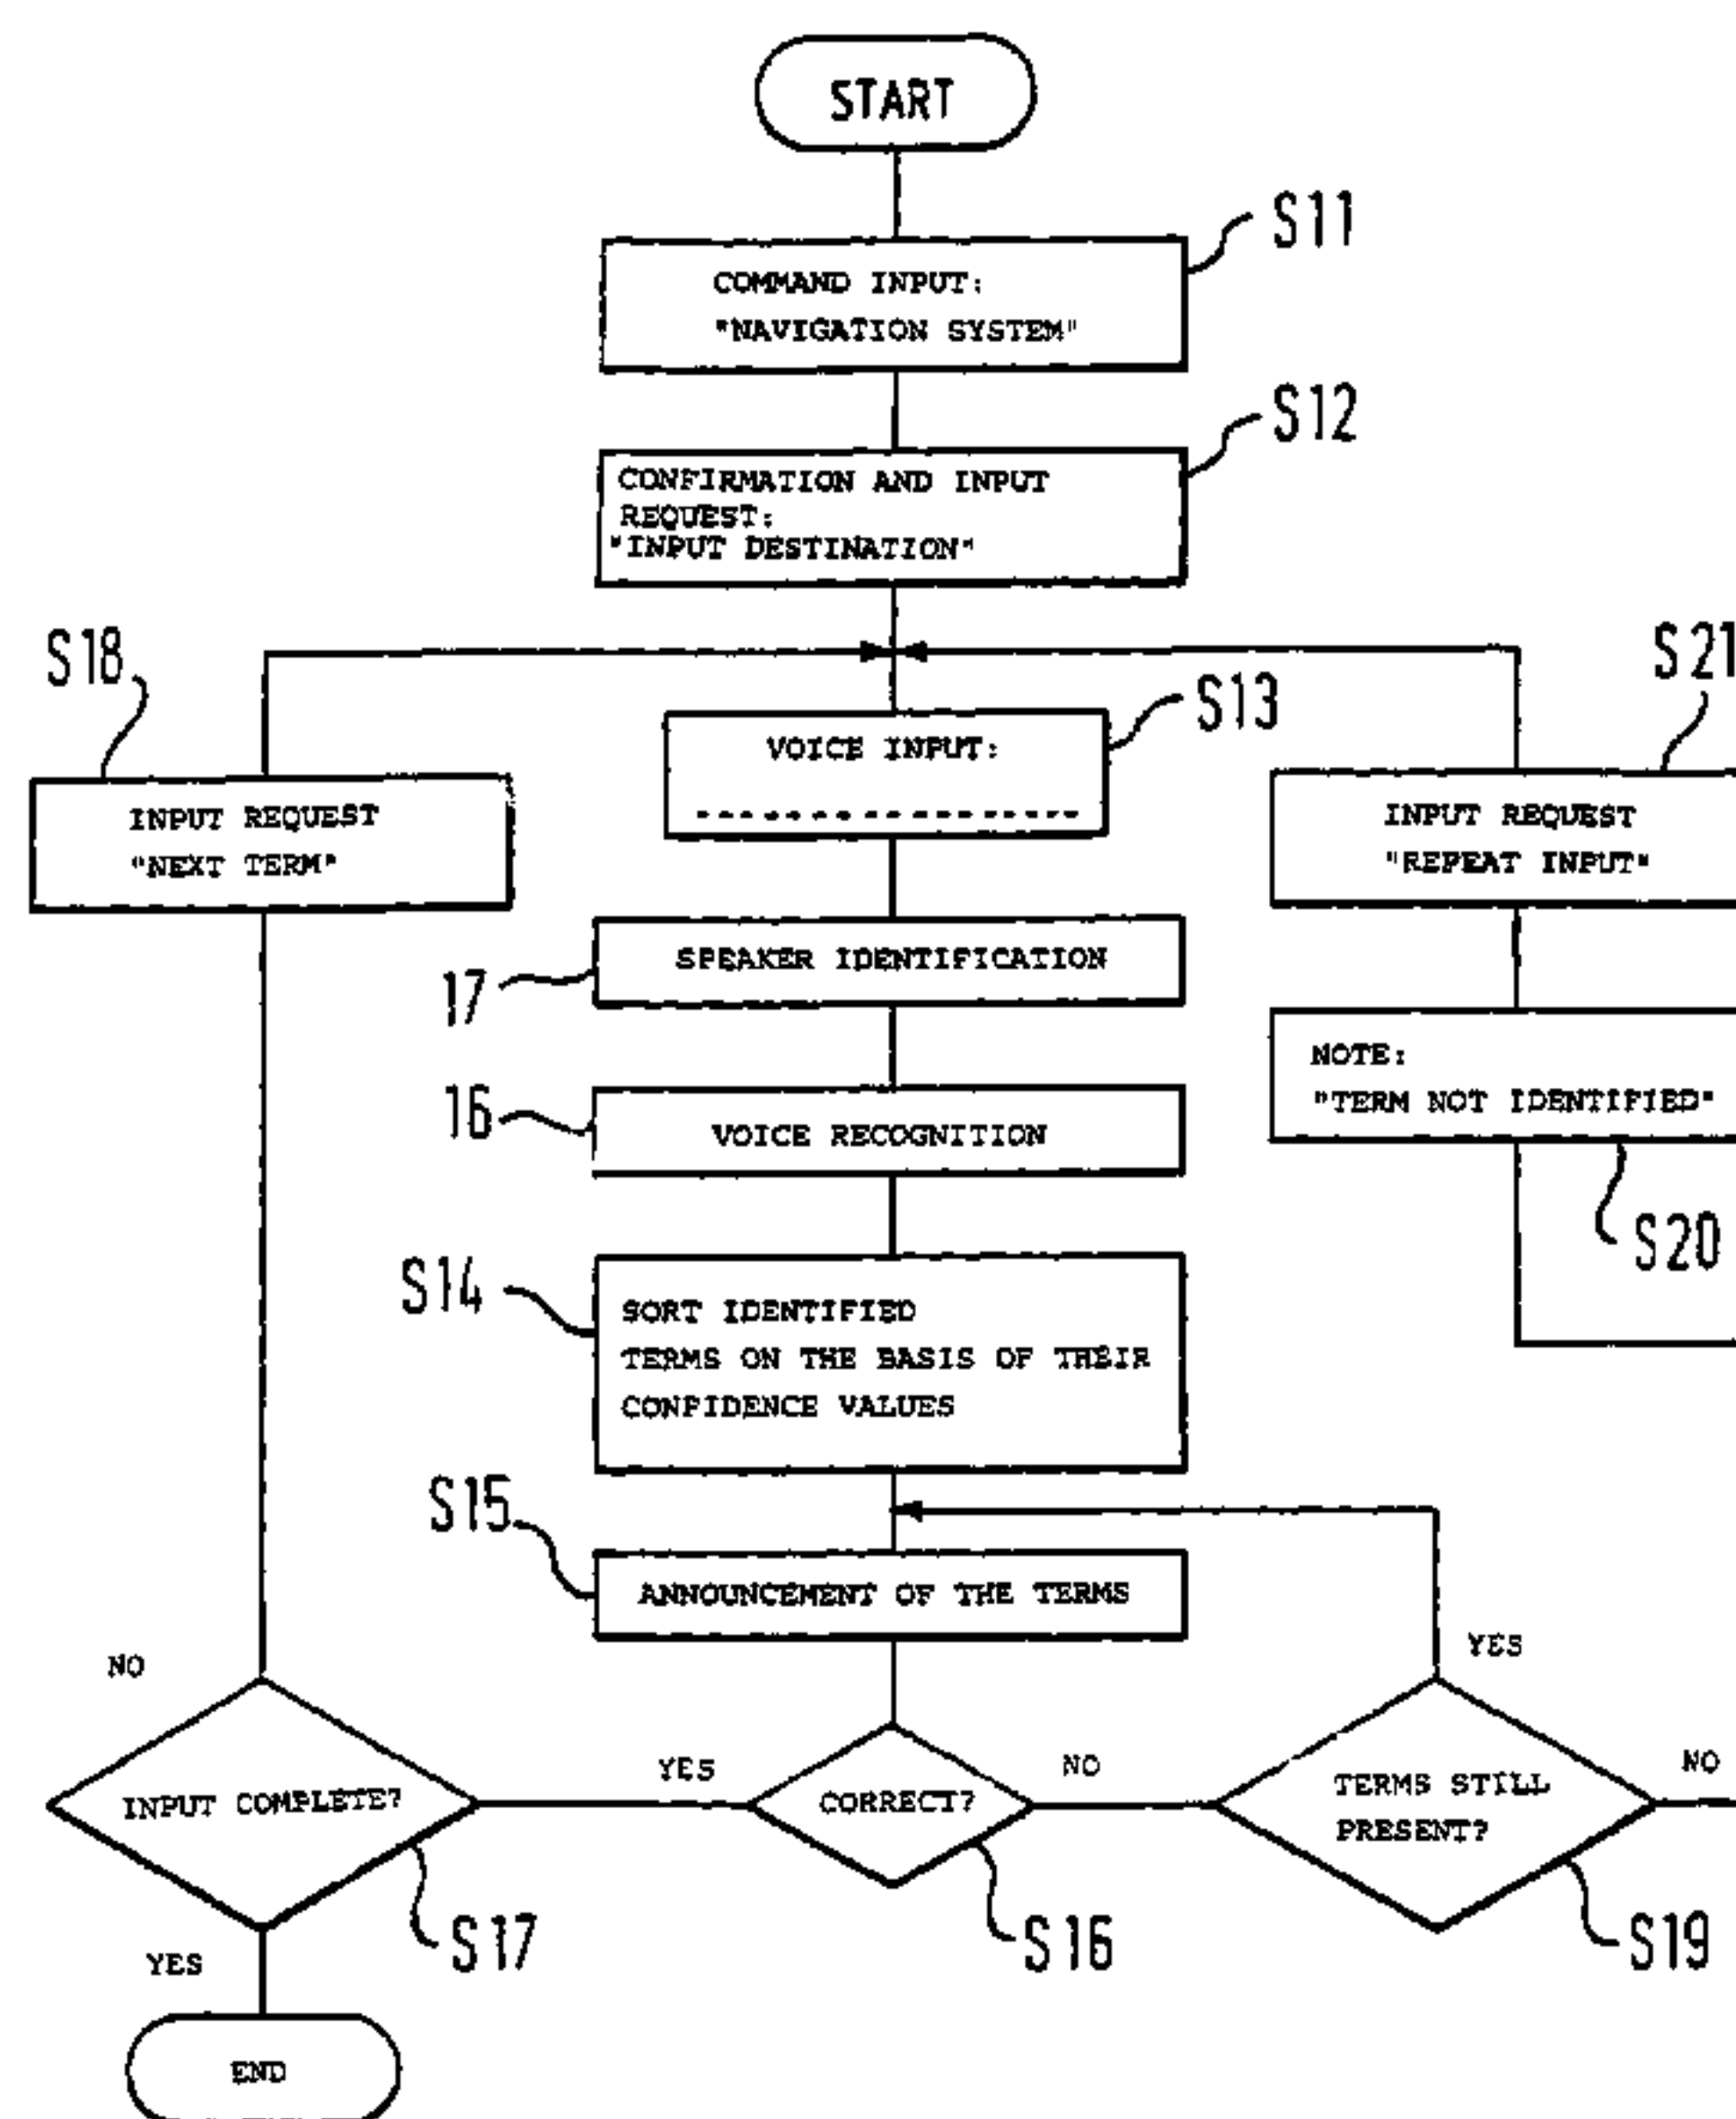 START
S11
COMMAND INPUT:
"NAVIGATION SYSTEM"
S12
CONFIRMATION AND INPUT
REQUEST:
"INPUT DESTINATION"
S18
S21
S13
VOICE INPUT:
INPUT REQUEST
"NEXT TERM"
INPUT REQUEST
"REPEAT INPUT"
SPEAKER IDENTIFICATION
17
NOTE:
"TERM NOT IDENTIFIED"
16
VOICE RECOGNITION
S20
S14
SORT IDENTIFIED
TERMS ON THE BASIS OF THEIR
CONFIDENCE VALUES
S15
ANNOUNCEMENT OF THE TERMS
NO
YES
YES
NO
NO
INPUT COMPLETE?
CORRECT?
TERMS STILL
PRESENT?
S17
S16
S19
YES
END